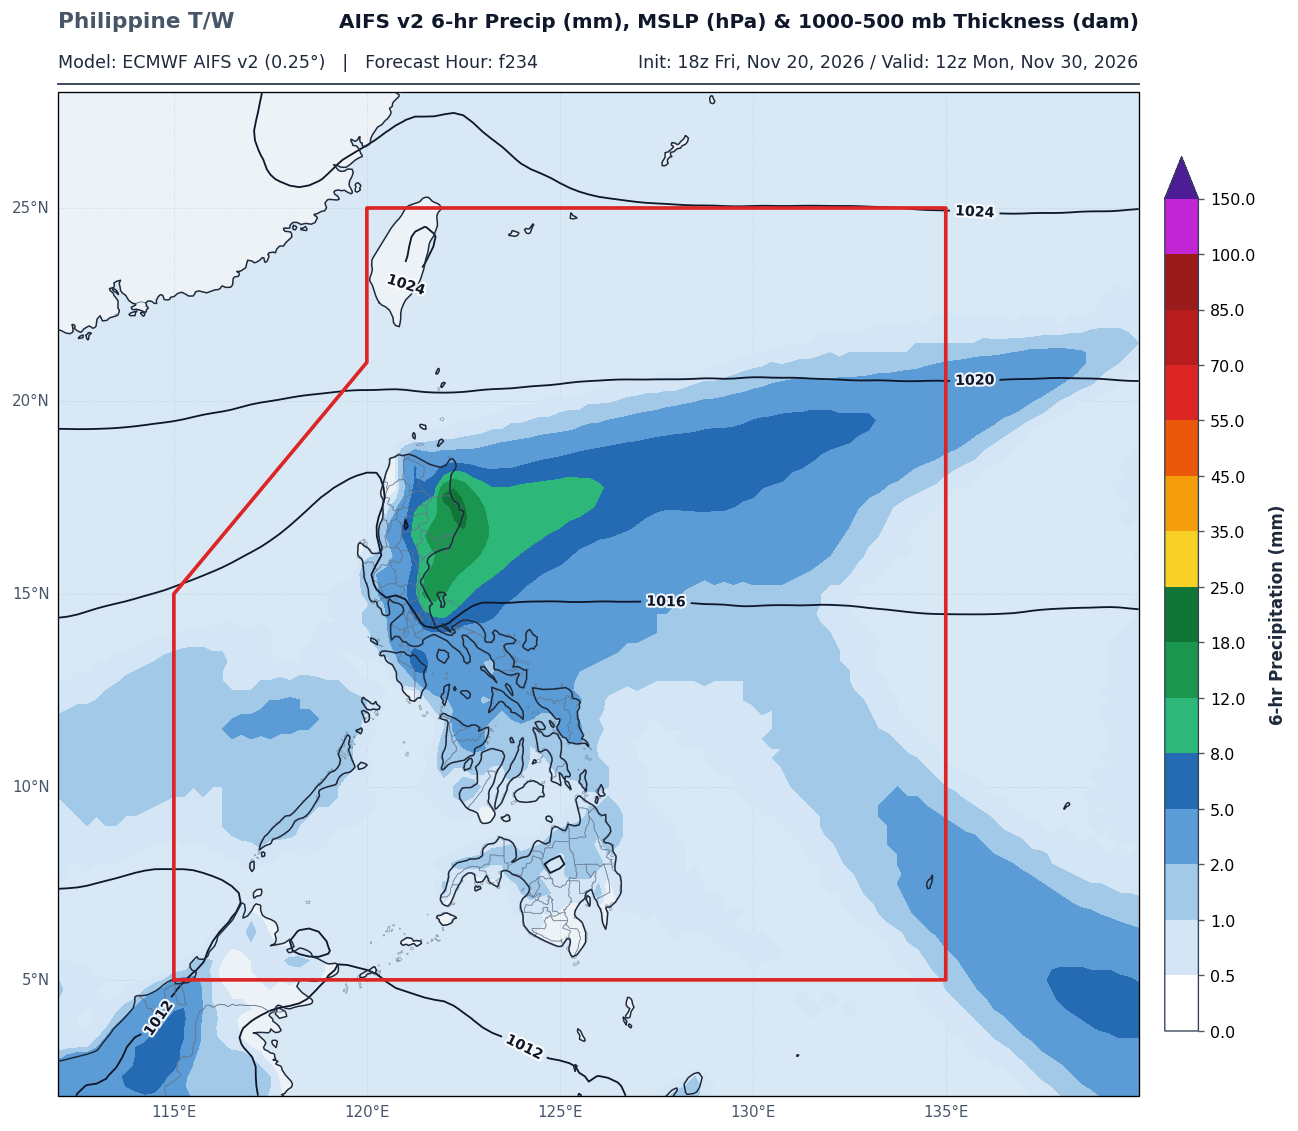 Philippine T/W
AIFS v2 6-hr Precip (mm), MSLP (hPa) & 1000-500 mb Thickness (dam)
Model: ECMWF AIFS v2 (0.25°) | Forecast Hour: f234
Init: 18z Fri, Nov 20, 2026 / Valid: 12z Mon, Nov 30, 2026
25°N
20°N
15°N
10°N
5°N
115°E
120°E
125°E
130°E
135°E
1024
1024
1020
1016
1012
1012
150.0
100.0
85.0
70.0
55.0
45.0
35.0
25.0
18.0
12.0
8.0
5.0
2.0
1.0
0.5
0.0
6-hr Precipitation (mm)